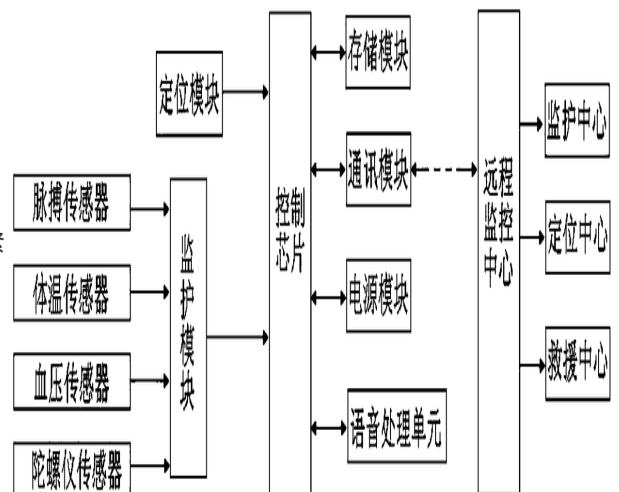 定位模块
脉搏传感器
体温传感器
血压传感器
陀螺仪传感器
监护模块
控制
芯片
存储模块
通讯模块
电源模块
语音处理单元
远程
监控
中心
监护中心
定位中心
救援中心